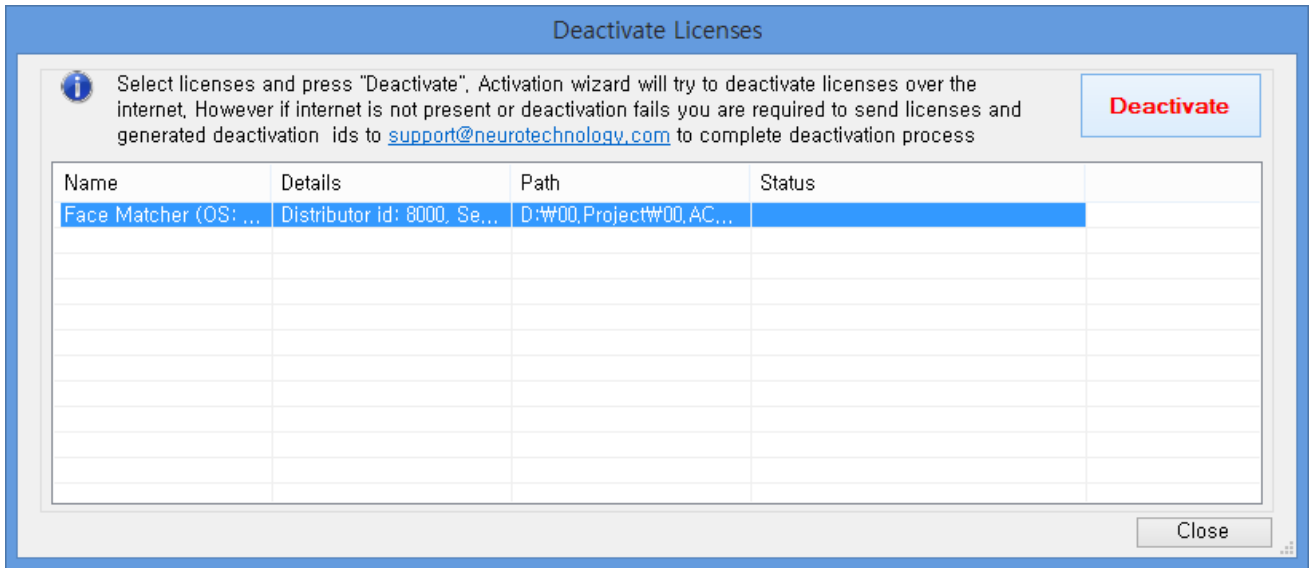 Deactivate Licenses
Select licenses and press "Deactivate", Activation wizard will try to deactivate licenses over the
internet, However if internet is not present or deactivation fails you are required to send licenses and
generated deactivation ids to support@neurotechnology,com to complete deactivation process
Deactivate
Name Details Path Status
Face Matcher (OS: ... Distributor id: 8000, Se... D:₩00,Project₩00,AC...
Close